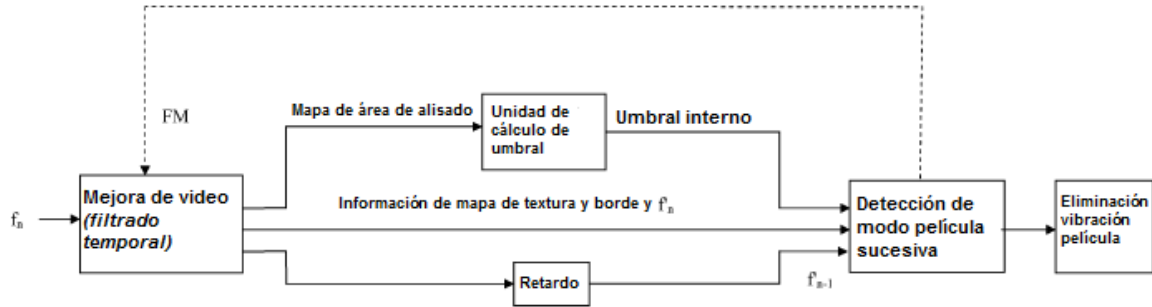 FM
Mapa de área de alisado
Unidad de
cálculo de
umbral
Umbral interno
Mejora de video
(filtrado
temporal)
fn
Información de mapa de textura y borde y f'n
Detección de
modo película
sucesiva
Eliminación
vibración
película
Retardo
f'n-1